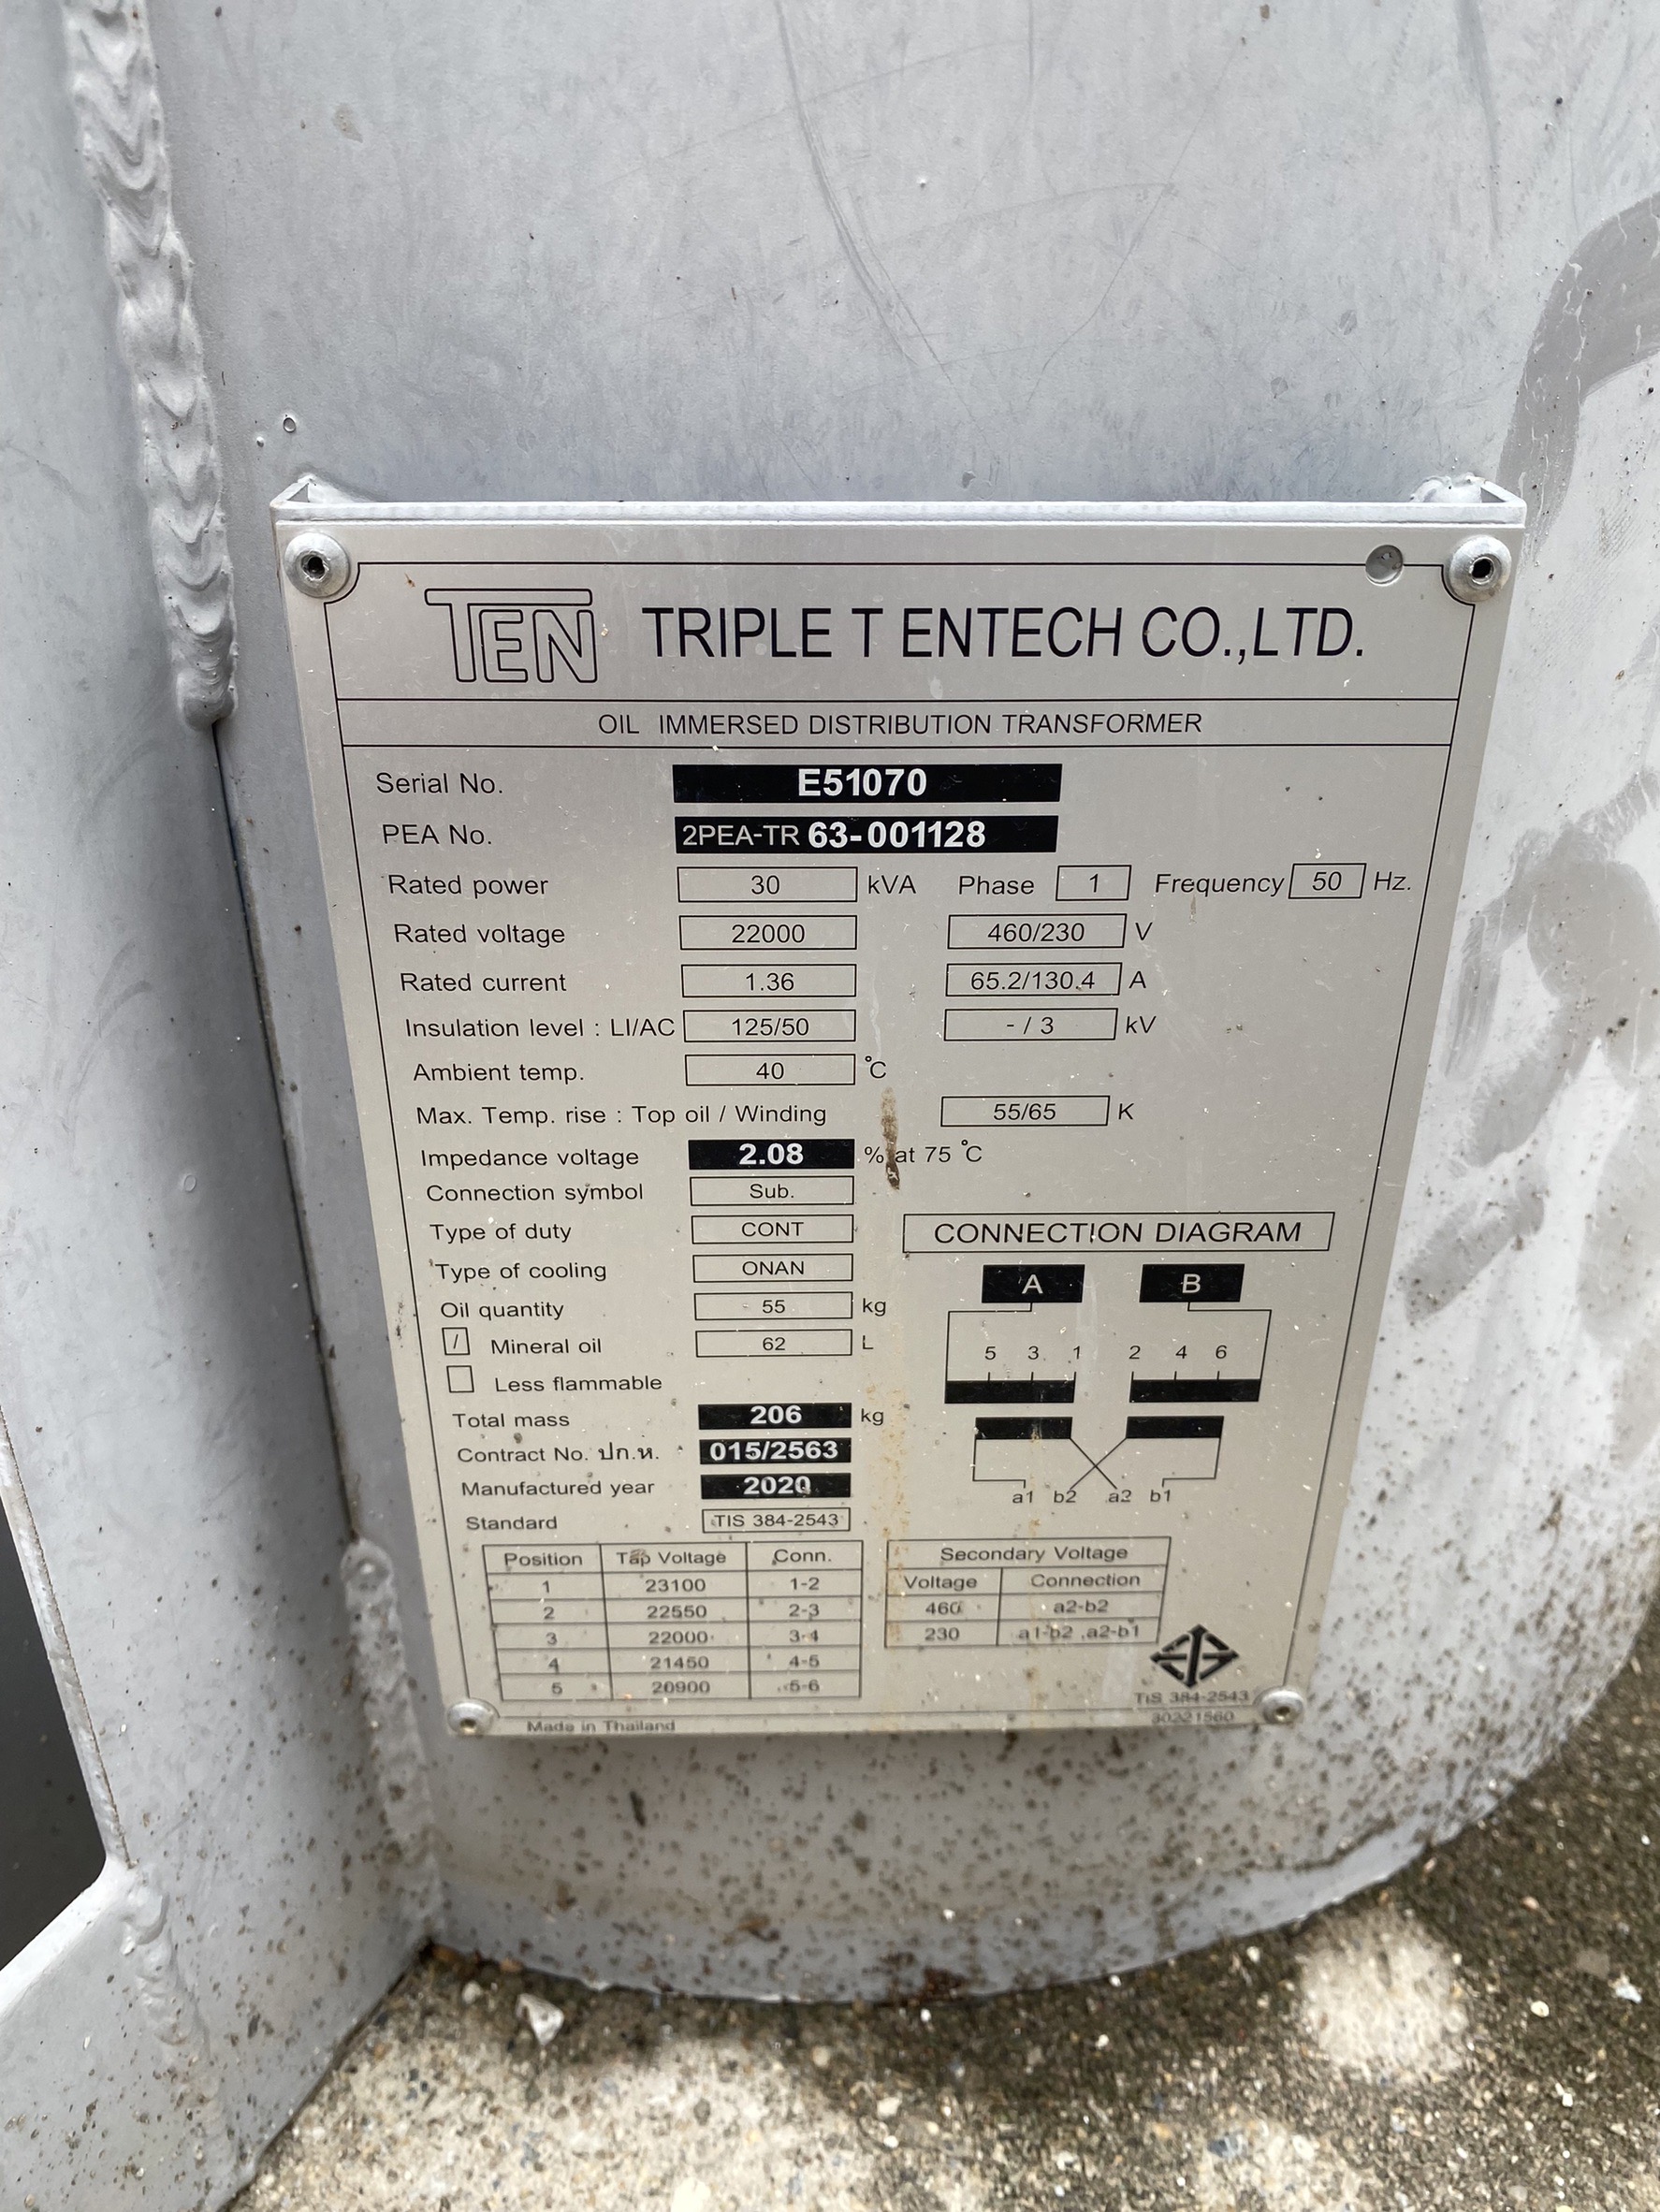 TEN TRIPLE T ENTECH CO.,LTD.
OIL IMMERSED DISTRIBUTION TRANSFORMER
Serial No. E51070
PEA No. 2PEA-TR 63-001128
Rated power 30 kVA Phase 1 Frequency 50 Hz.
Rated voltage 22000 460/230 V
Rated current 1.36 65.2/130.4 A
Insulation level : LI/AC 125/50 - / 3 kV
Ambient temp. 40 °C
Max. Temp. rise : Top oil / Winding 55/65 K
Impedance voltage 2.08 % at 75 °C
Connection symbol Sub.
Type of duty CONT
Type of cooling ONAN
Oil quantity 55 kg
/ Mineral oil 62 L
Less flammable
Total mass 206 kg
Contract No. ปก.ห. 015/2563
Manufactured year 2020
Standard TIS 384-2543
CONNECTION DIAGRAM
A B
5 3 1 2 4 6
a1 b2 a2 b1
Position Tap Voltage Conn.
1 23100 1-2
2 22550 2-3
3 22000 3-4
4 21450 4-5
5 20900 5-6
Secondary Voltage
Voltage Connection
460 a2-b2
230 a1-b2 ,a2-b1
TIS 384-2543
30221560
Made in Thailand